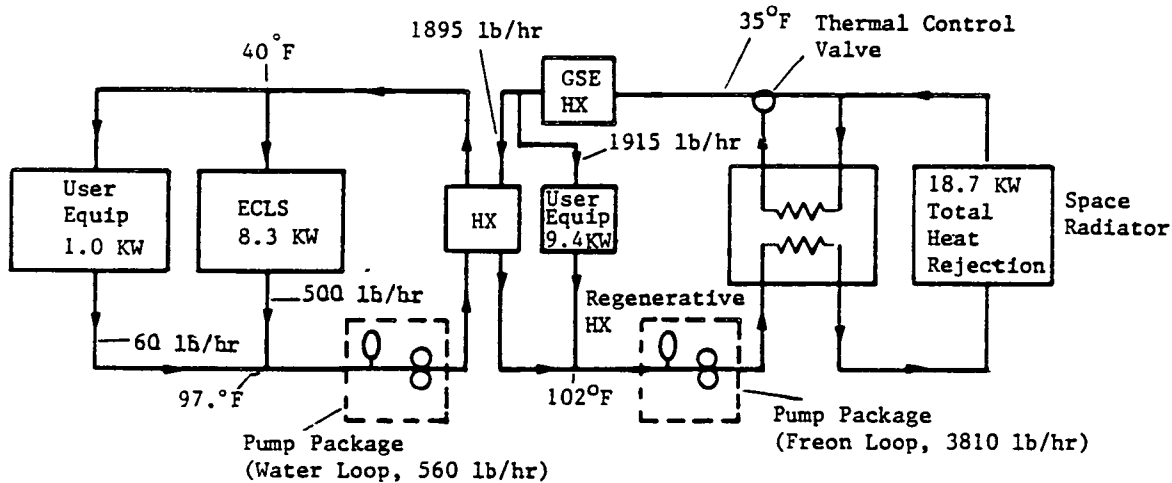 1895 lb/hr
35°F
Thermal Control
Valve
40°F
GSE
HX
1915 lb/hr
User
Equip
1.0 KW
ECLS
8.3 KW
HX
User
Equip
9.4KW
18.7 KW
Total
Heat
Rejection
Space
Radiator
500 lb/hr
Regenerative
HX
60 lb/hr
97.°F
102°F
Pump Package
(Water Loop, 560 lb/hr)
Pump Package
(Freon Loop, 3810 lb/hr)